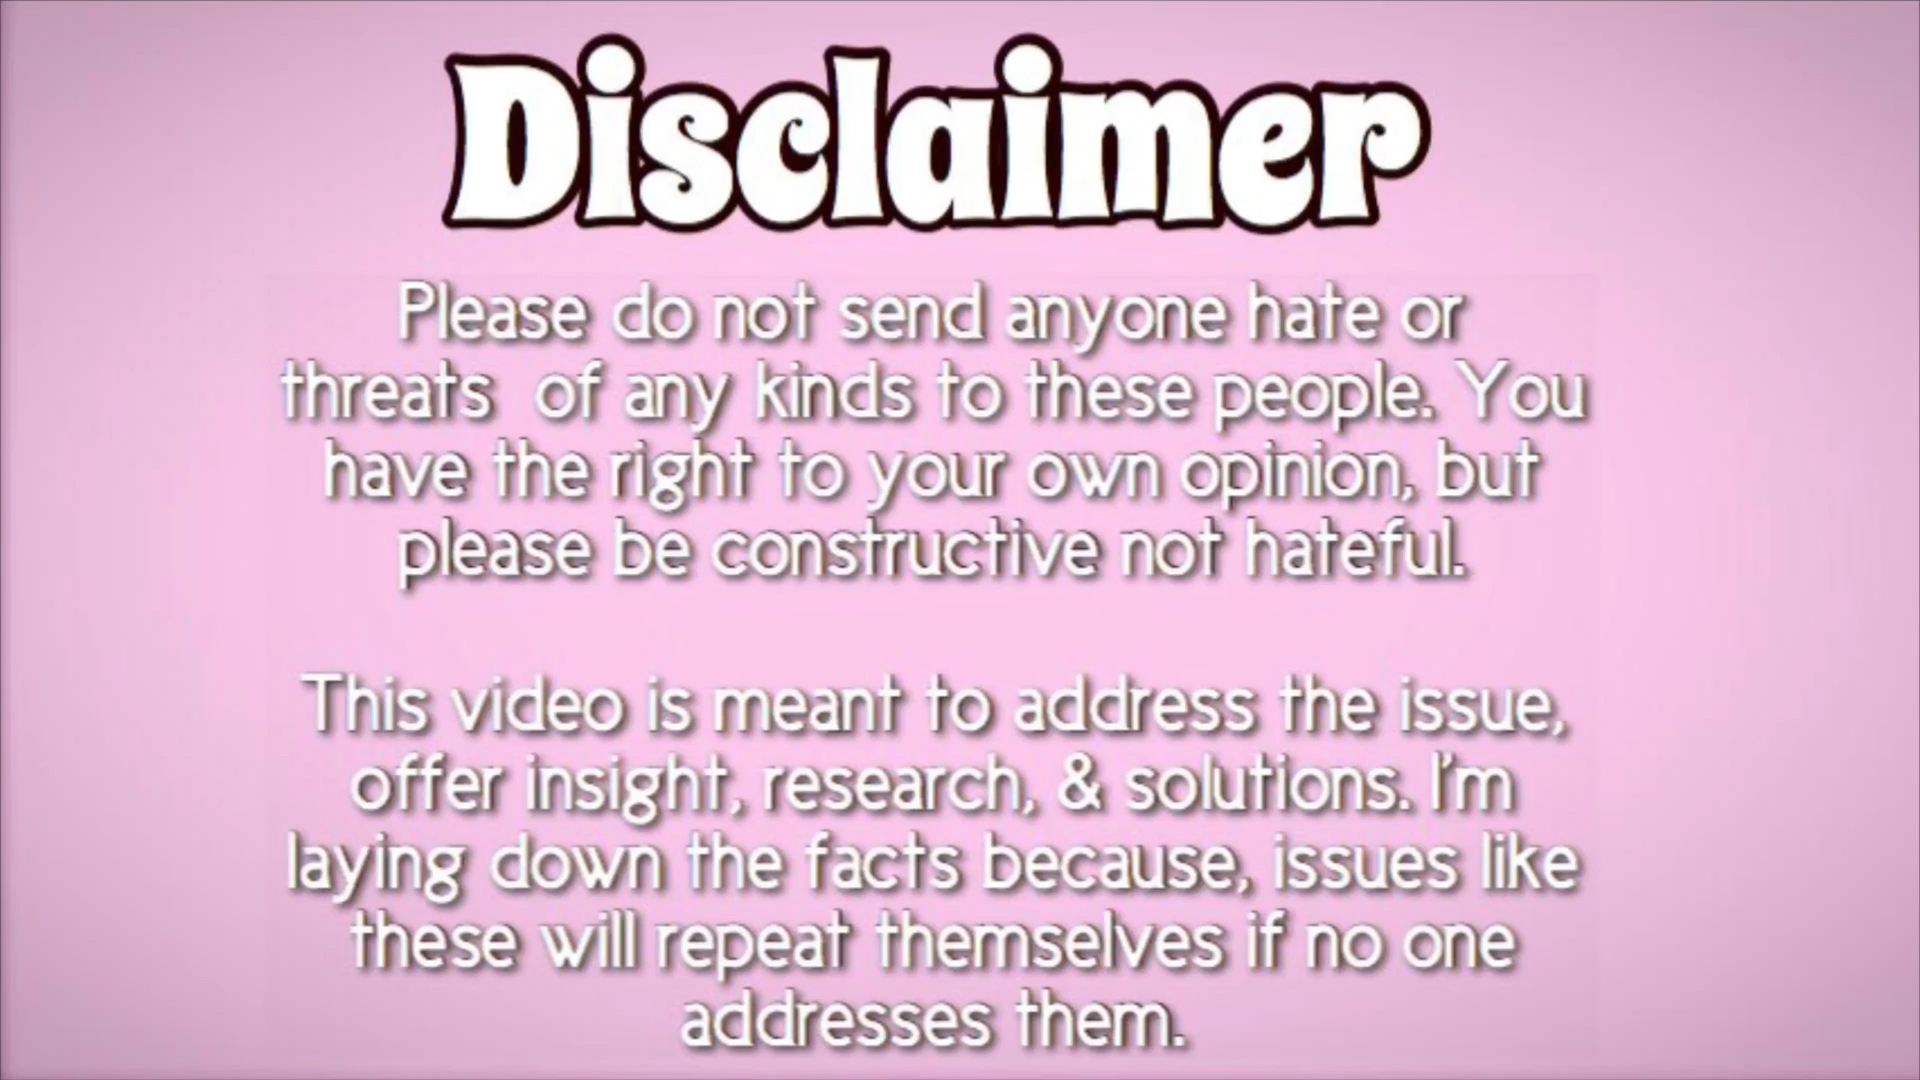 Disclaimer
Please do not send anyone hate or
threats  of any kinds to these people. You
have the right to your own opinion, but
please be constructive not hateful.
This video is meant to address the issue,
offer insight, research, & solutions. I'm
laying down the facts because, issues like
these will repeat themselves if no one
addresses them.